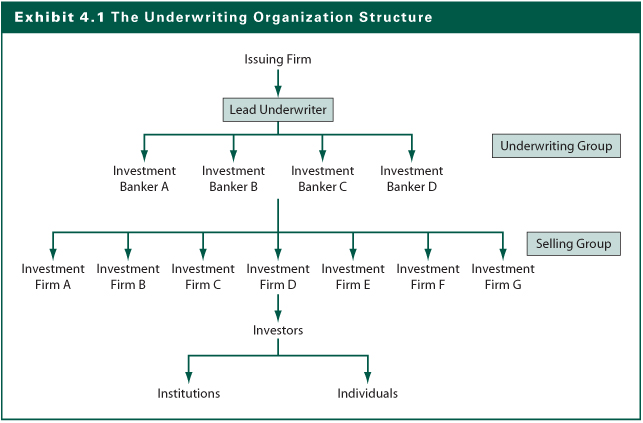 Exhibit 4.1 The Underwriting Organization Structure
Issuing Firm
Lead Underwriter
Underwriting Group
Investment
Banker A
Investment
Banker B
Investment
Banker C
Investment
Banker D
Selling Group
Investment
Firm A
Investment
Firm B
Investment
Firm C
Investment
Firm D
Investment
Firm E
Investment
Firm F
Investment
Firm G
Investors
Institutions
Individuals